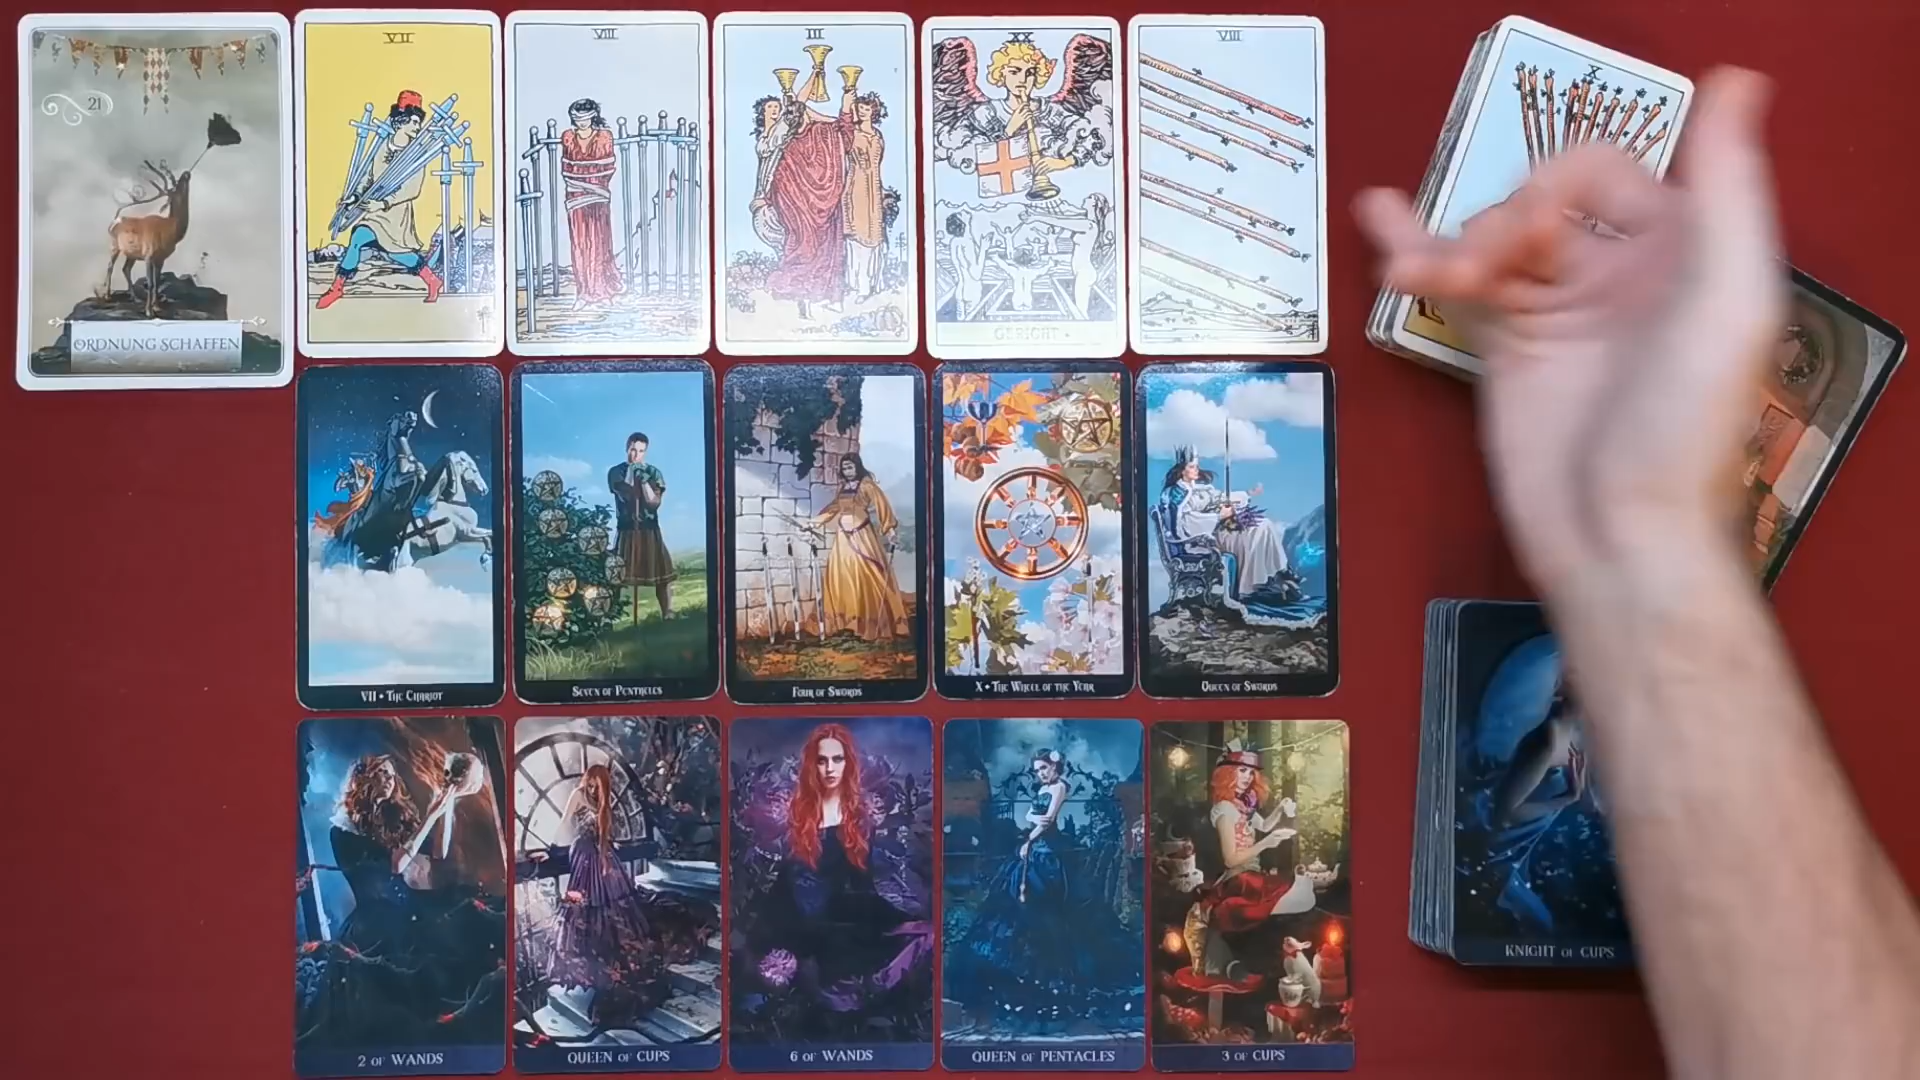 21
ORDNUNG SCHAFFEN
VII
VIII
III
XX
GERICHT
VIII
X
VII • THE CHARIOT
SEVEN OF PENTACLES
FOUR OF SWORDS
X • THE WHEEL OF THE YEAR
QUEEN OF SWORDS
2 OF WANDS
QUEEN OF CUPS
6 OF WANDS
QUEEN OF PENTACLES
3 OF CUPS
KNIGHT OF CUPS